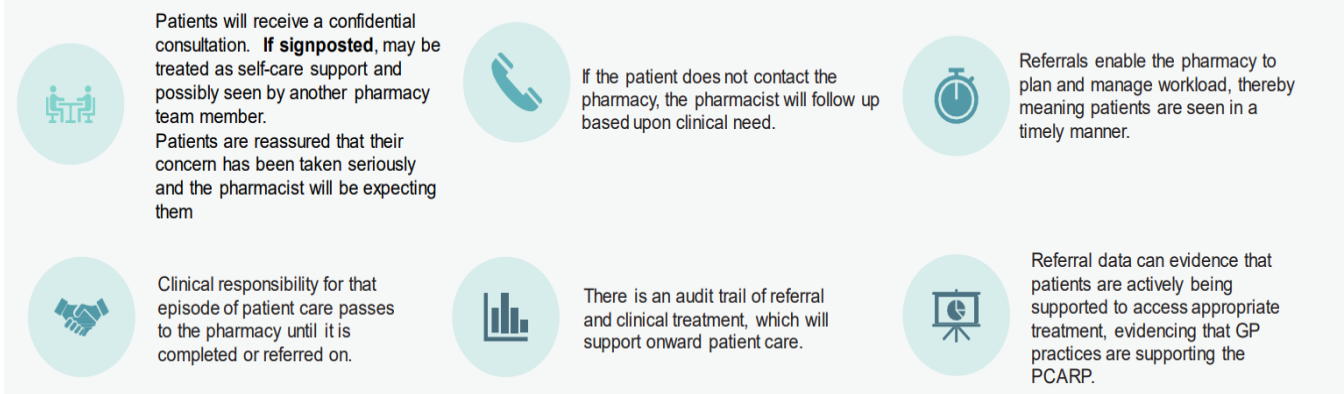 Patients will receive a confidential
consultation. If signposted, may be
treated as self-care support and
possibly seen by another pharmacy
team member.
Patients are reassured that their
concern has been taken seriously
and the pharmacist will be expecting
them
If the patient does not contact the
pharmacy, the pharmacist will follow up
based upon clinical need.
Referrals enable the pharmacy to
plan and manage workload, thereby
meaning patients are seen in a
timely manner.
Clinical responsibility for that
episode of patient care passes
to the pharmacy until it is
completed or referred on.
There is an audit trail of referral
and clinical treatment, which will
support onward patient care.
Referral data can evidence that
patients are actively being
supported to access appropriate
treatment, evidencing that GP
practices are supporting the
PCARP.